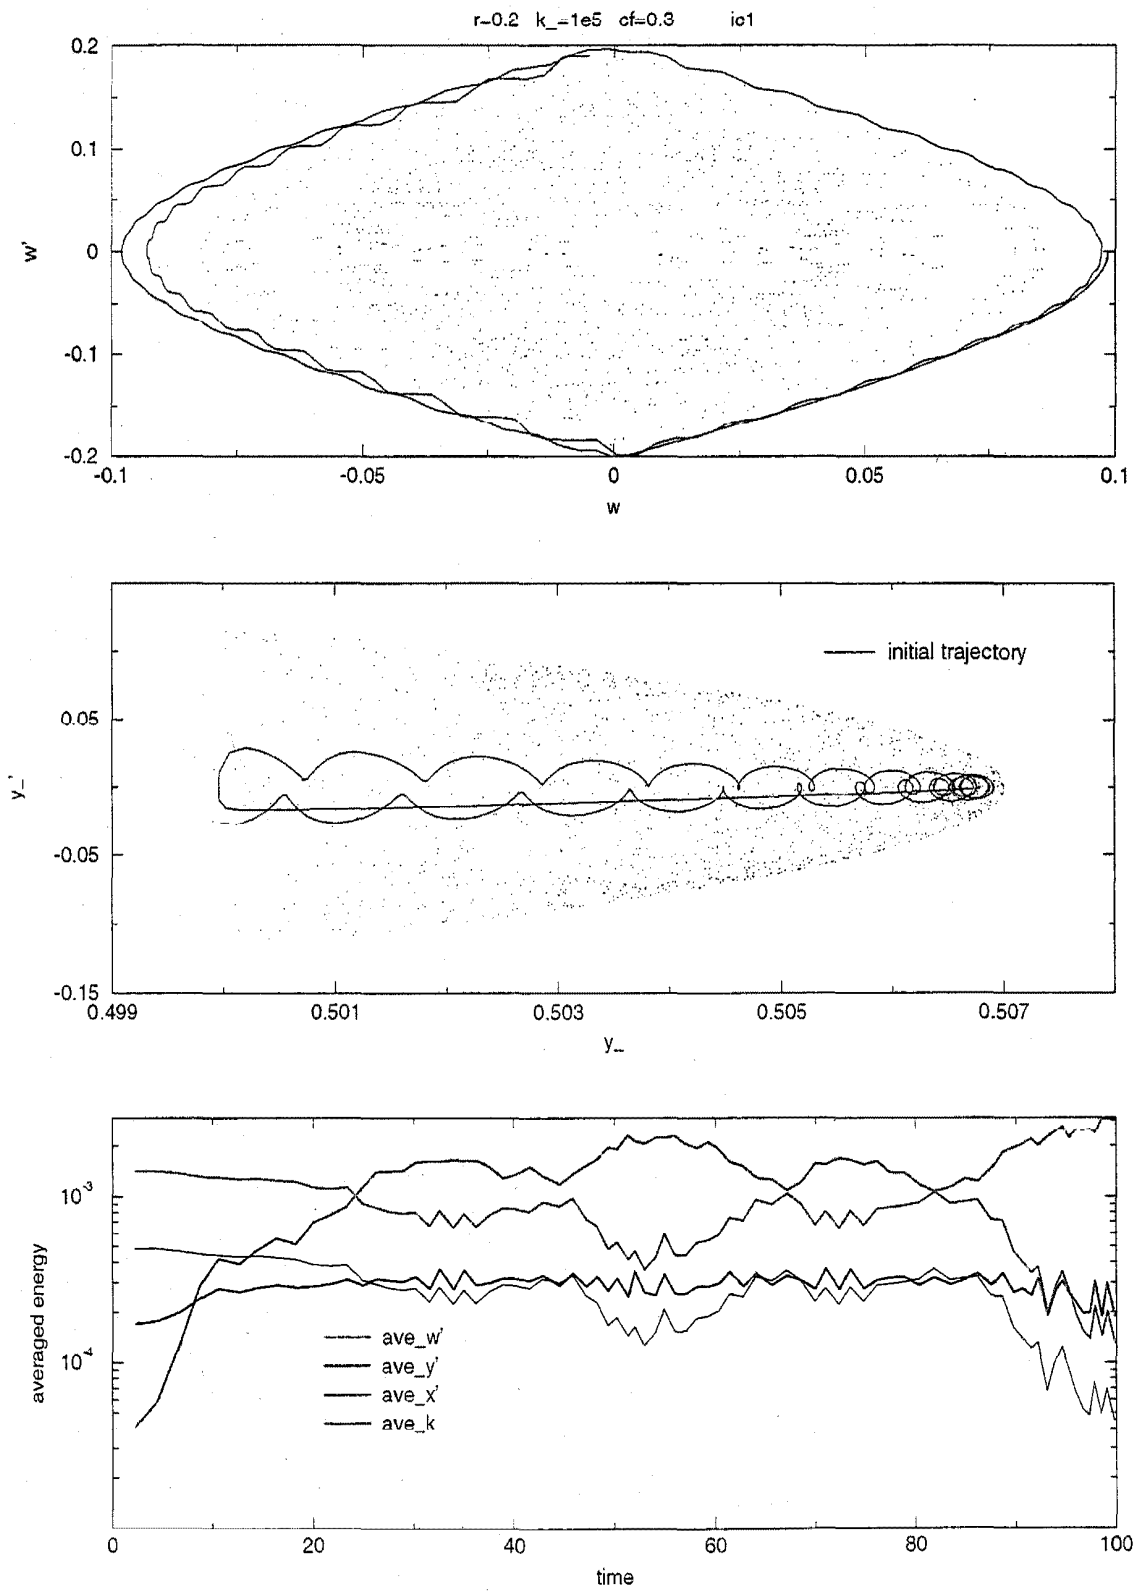 r=0.2 k_=1e5 cf=0.3 ic1
0.2
0.1
0
-0.1
-0.2
w'
-0.1 -0.05 0 0.05 0.1
w
initial trajectory
0.05
-0.05
-0.15
y_'
0.499 0.501 0.503 0.505 0.507
y_
10-3
10-4
averaged energy
ave_w'
ave_y'
ave_x'
ave_k
0 20 40 60 80 100
time